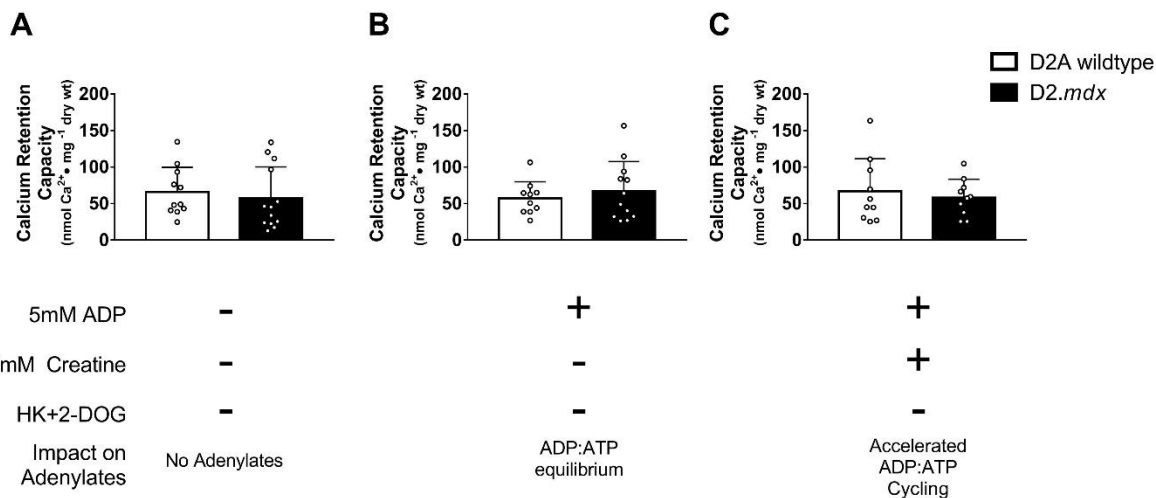 A
B
C
D2A wildtype
D2.mdx
Calcium Retention
Capacity
(nmol Ca²⁺• mg ⁻¹ dry wt)
200
150
100
50
0
Calcium Retention
Capacity
(nmol Ca²⁺• mg ⁻¹ dry wt)
200
150
100
50
0
Calcium Retention
Capacity
(nmol Ca²⁺• mg ⁻¹ dry wt)
200
150
100
50
0
5mM ADP - + +
mM Creatine - - +
HK+2-DOG - - -
Impact on
Adenylates
No Adenylates
ADP:ATP
equilibrium
Accelerated
ADP:ATP
Cycling